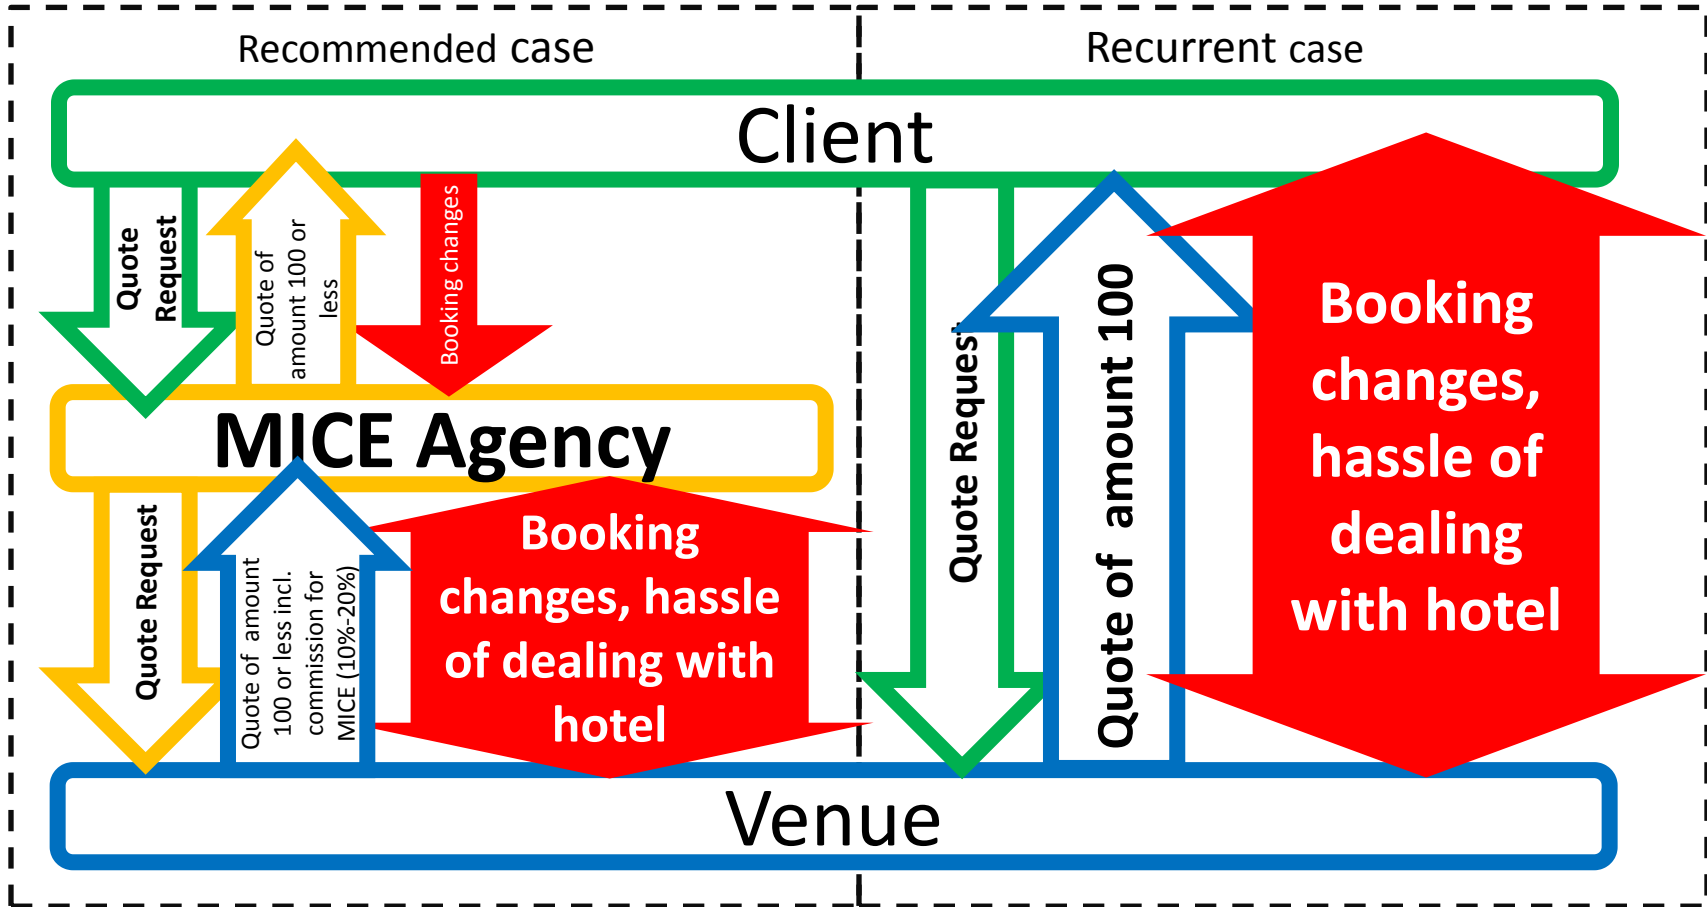 Recommended case
Recurrent case
Client
Quote
Request
Quote of
amount 100 or
less
Booking changes
MICE Agency
Quote Request
Quote of amount
100 or less incl.
commission for
MICE (10%-20%)
Booking
changes, hassle
of dealing with
hotel
Quote Request
Quote of amount 100
Booking
changes,
hassle of
dealing
with hotel
Venue